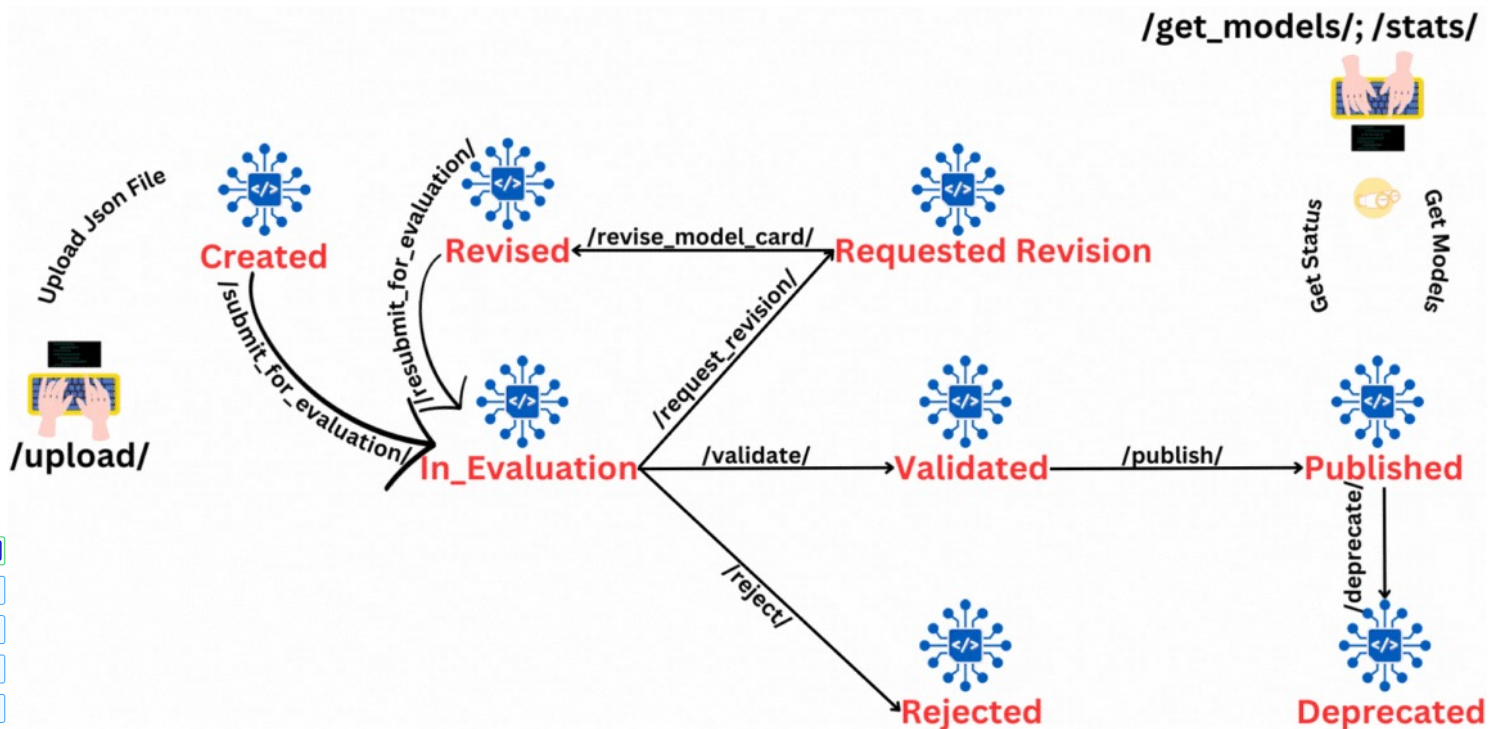 /get_models/; /stats/
Upload Json File
/upload/
Created
/submit_for_evaluation/
/resubmit_for_evaluation/
Revised
/revise_model_card/
Requested Revision
Get Status
Get Models
/request_revision/
In_Evaluation
/validate/
Validated
/publish/
Published
/deprecate/
/reject/
Rejected
Deprecated